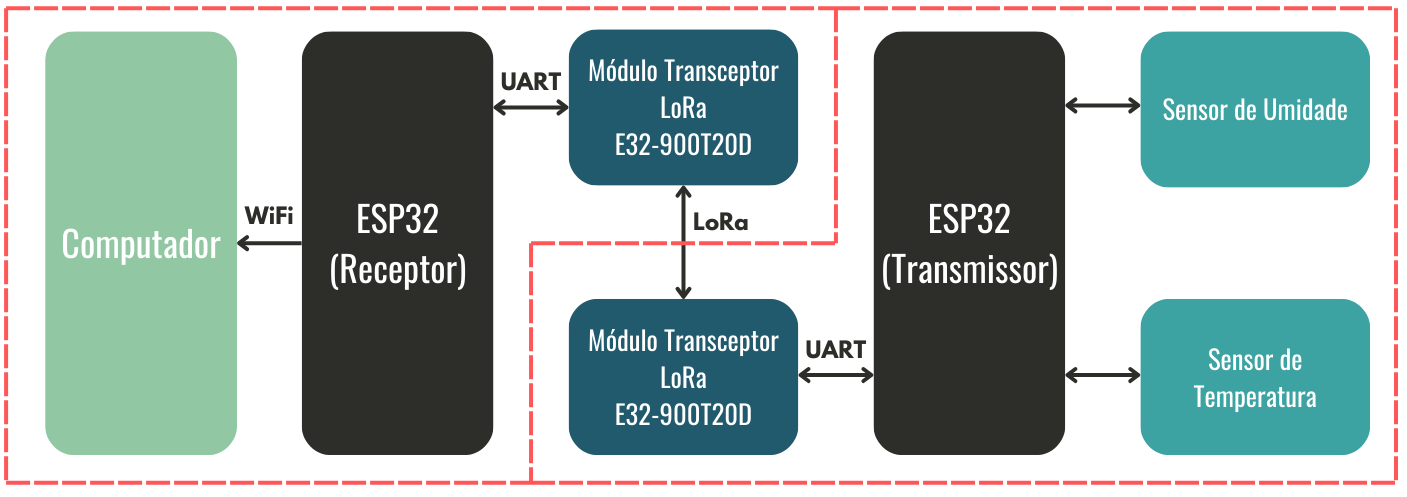 Computador
WiFi
ESP32
(Receptor)
UART
Módulo Transceptor
LoRa
E32-900T20D
LoRa
Módulo Transceptor
LoRa
E32-900T20D
UART
ESP32
(Transmissor)
Sensor de Umidade
Sensor de
Temperatura